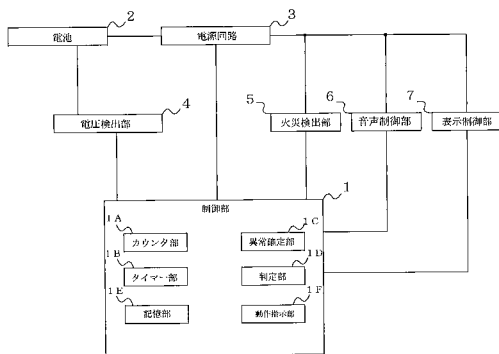 2
3
電池
電源回路
4
5
6
7
電圧検出部
火災検出部
音声制御部
表示制御部
1
制御部
1A
1C
カウンタ部
異常確定部
1B
1D
タイマー部
判定部
1E
1F
記憶部
動作指示部